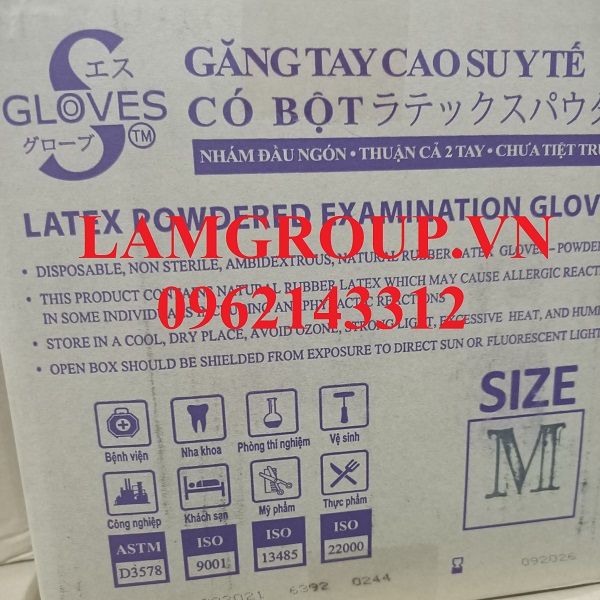 エス
GLOVES
グローブ
TM
GĂNG TAY CAO SU Y TẾ
CÓ BỘT ラテックスパウダ
NHÁM ĐẦU NGÓN • THUẬN CẢ 2 TAY • CHƯA TIỆT TRÙ
LATEX POWDERED EXAMINATION GLOV
LAMGROUP.VN
• DISPOSABLE, NON STERILE, AMBIDEXTROUS, NATURAL RUBBER LATEX GLOVES – POWDER
• THIS PRODUCT CONTAINS NATURAL RUBBER LATEX WHICH MAY CAUSE ALLERGIC REACT
IN SOME INDIVIDUALS INCLUDING ANAPHYLACTIC REACTIONS
0962143312
• STORE IN A COOL, DRY PLACE, AVOID OZONE, STRONG LIGHT, EXCESSIVE HEAT, AND HUMI
• OPEN BOX SHOULD BE SHIELDED FROM EXPOSURE TO DIRECT SUN OR FLUORESCENT LIGHT
SIZE
M
Bệnh viện
Nha khoa
Phòng thí nghiệm
Vệ sinh
Công nghiệp
Khách sạn
Mỹ phẩm
Thực phẩm
ASTM
D3578
ISO
9001
ISO
13485
ISO
22000
092026
6392 0244